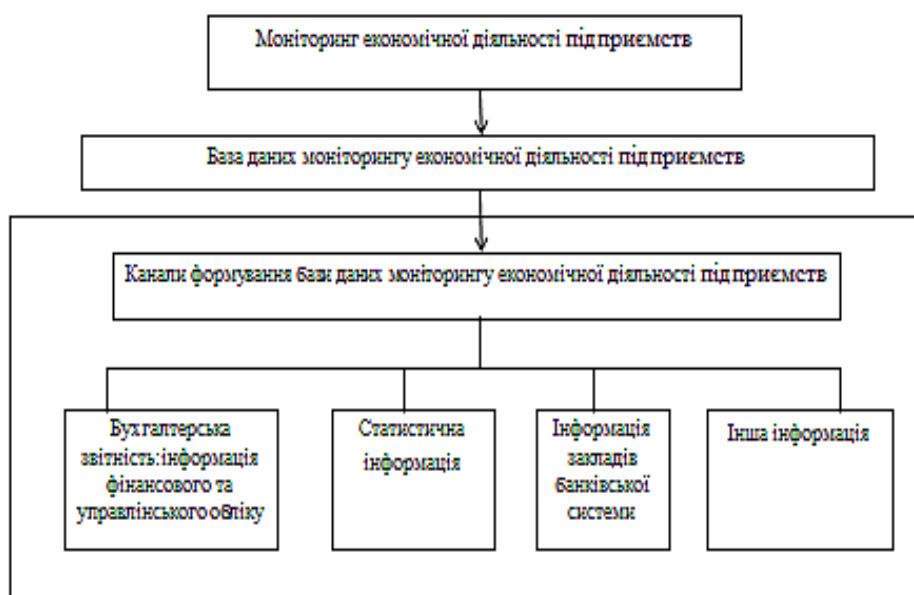 Моніторинг економічної діяльності підприємств
База даних моніторингу економічної діяльності підприємств
Канали формування бази даних моніторингу економічної діяльності підприємств
Бухгалтерська
звітність:інформація
фінансового та
управлінського обліку
Статистична
інформація
Інформація
закладів
банківської
системи
Інша інформація